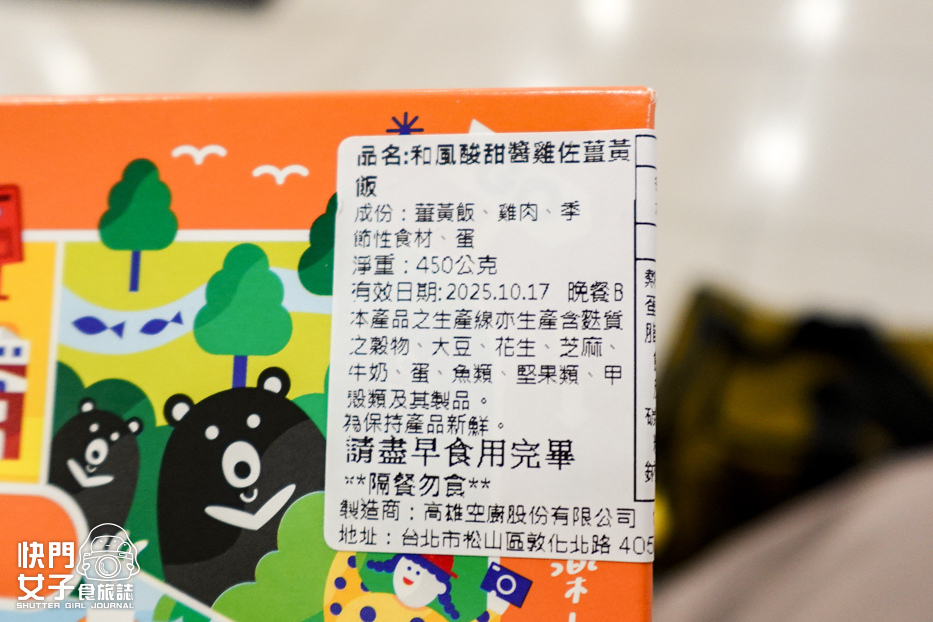 品名:和風酸甜醬雞佐薑黃
飯
成份：薑黃飯、雞肉、季
節性食材、蛋
淨重：450公克
有效日期:2025.10.17 晚餐B
本產品之生產線亦生產含麩質
之穀物、大豆、花生、芝麻、
牛奶、蛋、魚類、堅果類、甲
殼類及其製品。
為保持產品新鮮。
請盡早食用完畢
**隔餐勿食**
製造商：高雄空廚股份有限公司
地址：台北市松山區敦化北路 405
熱
蛋
脂
碳
鈉
樂
快門
女子食旅誌
SHUTTER GIRL JOURNAL